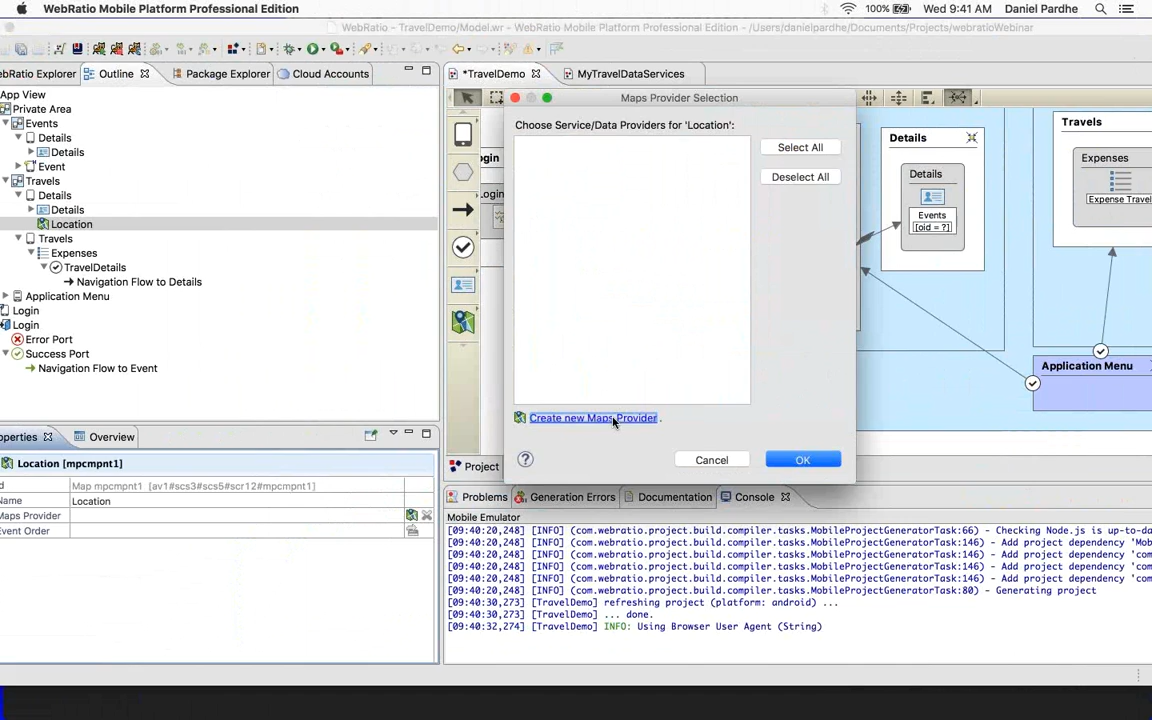 WebRatio Mobile Platform Professional Edition
100%
Wed 9:41 AM
Daniel Pardhe
WebRatio - TravelDemo/Model.wr - WebRatio Mobile Platform Professional Edition - /Users/danielpardhe/Documents/Projects/webratioWebinar
ebRatio Explorer
Outline
Package Explorer
Cloud Accounts
*TravelDemo
MyTravelDataServices
App View
Private Area
Events
Details
Details
Event
Travels
Details
Details
Location
Travels
Expenses
TravelDetails
Navigation Flow to Details
Application Menu
Login
Login
Error Port
Success Port
Navigation Flow to Event
Maps Provider Selection
Choose Service/Data Providers for 'Location':
Select All
Deselect All
Create new Maps Provider .
?
Cancel
OK
ogin
Login
Details
Details
Events
[oid = ?]
Travels
Expenses
Expense Travel
Application Menu
Project
operties
Overview
Location [mpcmpnt1]
d
Map mpcmpnt1 [av1#scs3#scs5#scr12#mpcmpnt1]
Name
Location
Maps Provider
Event Order
Problems
Generation Errors
Documentation
Console
Mobile Emulator
[09:40:20,248] [INFO] (com.webratio.project.build.compiler.tasks.MobileProjectGeneratorTask:66) - Checking Node.js is up-to-da
[09:40:20,248] [INFO] (com.webratio.project.build.compiler.tasks.MobileProjectGeneratorTask:146) - Add project dependency 'Mob
[09:40:20,248] [INFO] (com.webratio.project.build.compiler.tasks.MobileProjectGeneratorTask:146) - Add project dependency 'com
[09:40:20,248] [INFO] (com.webratio.project.build.compiler.tasks.MobileProjectGeneratorTask:146) - Add project dependency 'com
[09:40:20,248] [INFO] (com.webratio.project.build.compiler.tasks.MobileProjectGeneratorTask:146) - Add project dependency 'com
[09:40:20,248] [INFO] (com.webratio.project.build.compiler.tasks.MobileProjectGeneratorTask:80) - Generating project
[09:40:30,273] [TravelDemo] refreshing project (platform: android) ...
[09:40:30,273] [TravelDemo] ... done.
[09:40:32,274] [TravelDemo] INFO: Using Browser User Agent (String)